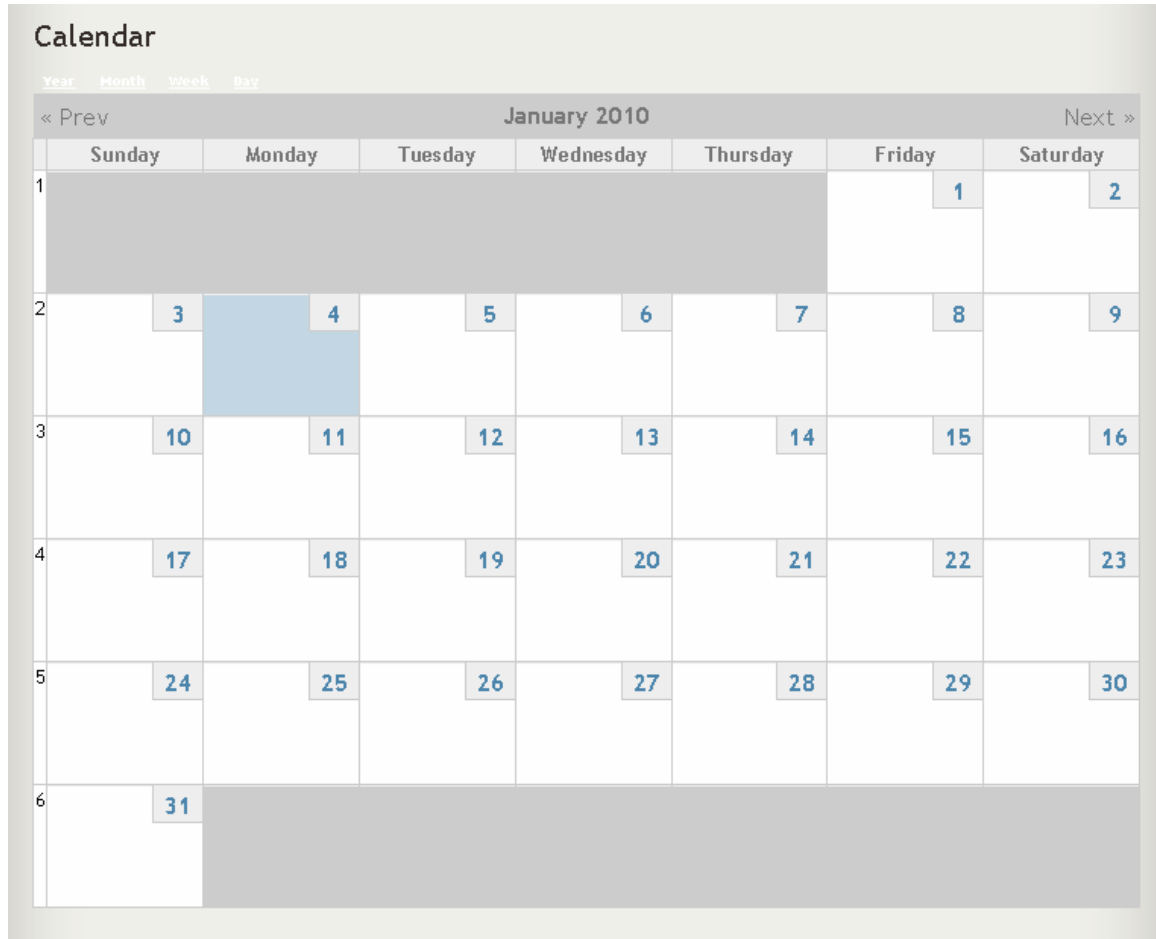 Calendar
Year Month Week Day
« Prev January 2010 Next »
Sunday Monday Tuesday Wednesday Thursday Friday Saturday
1 1 2
2 3 4 5 6 7 8 9
3 10 11 12 13 14 15 16
4 17 18 19 20 21 22 23
5 24 25 26 27 28 29 30
6 31